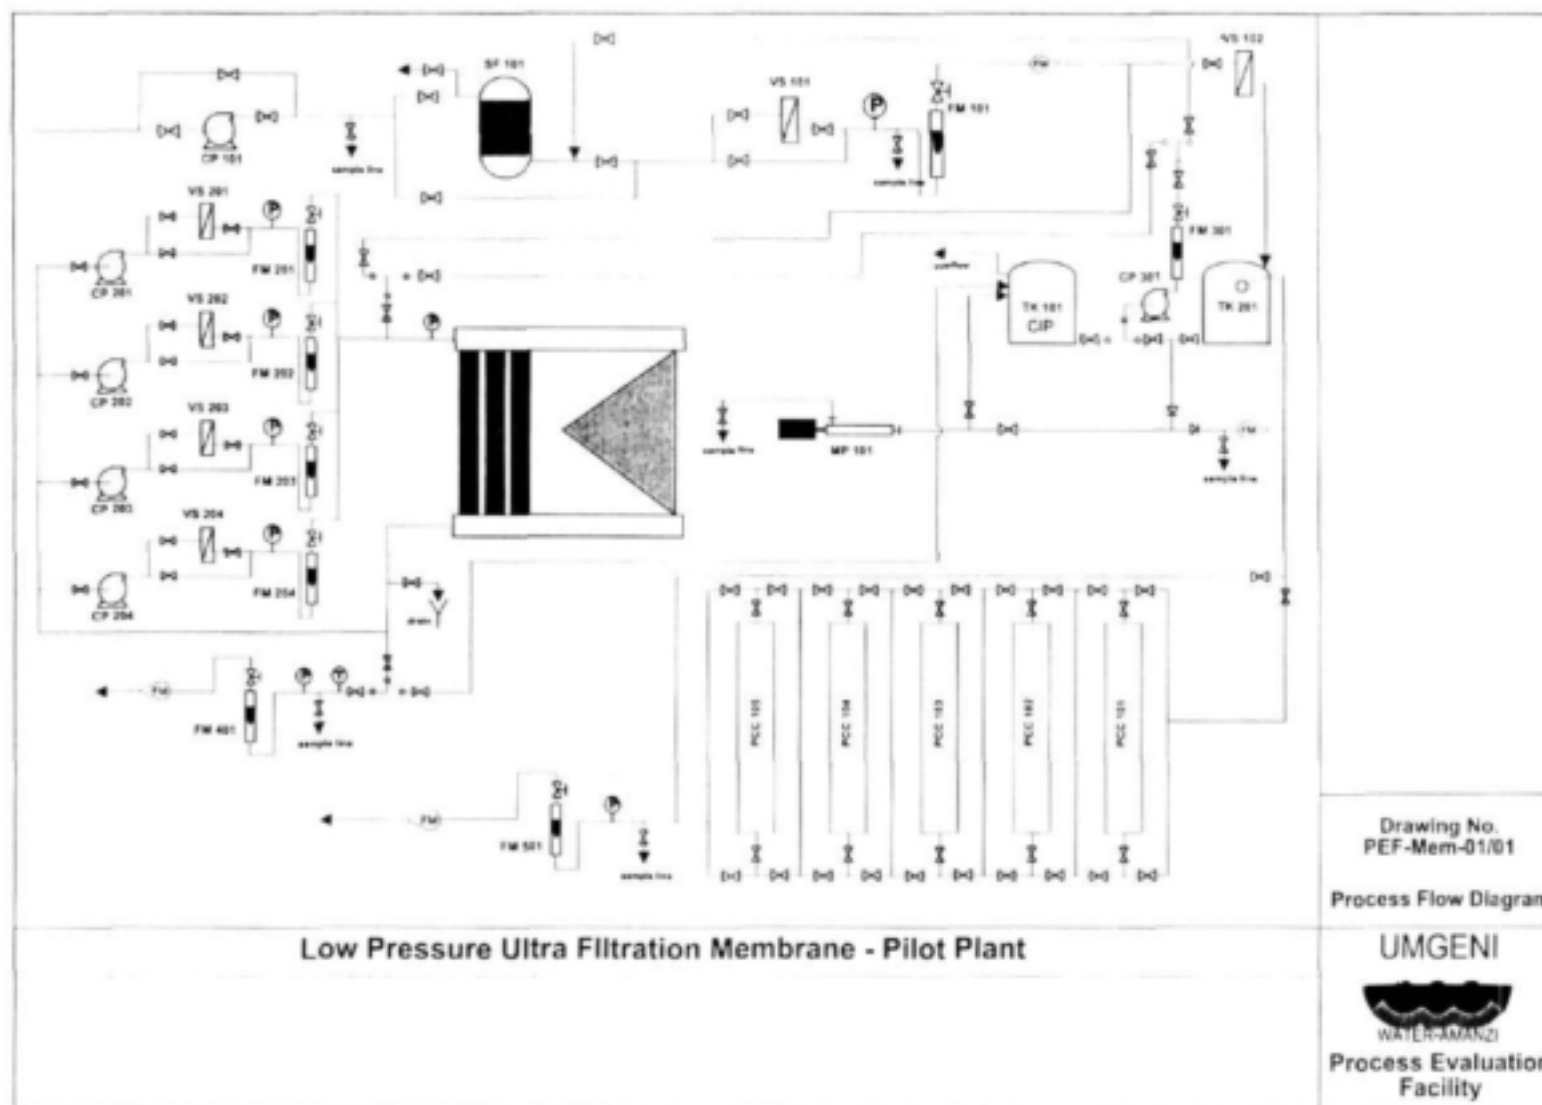 SF 101
VS 102
VS 101
P
FM
FM 101
CP 101
sample line
sample line
VS 201
P
FM 201
CP 201
FM 301
overflow
CP 301
TK 101
CIP
TK 201
VS 202
P
FM 202
CP 202
P
VS 203
P
FM 203
CP 203
sample line
MP 101
FM
sample line
VS 204
P
FM 204
CP 204
drain
P
T
FM
FM 401
sample line
PCC 105
PCC 104
PCC 103
PCC 102
PCC 101
P
FM
FM 501
sample line
Drawing No.
PEF-Mem-01/01
Process Flow Diagram
Low Pressure Ultra FIltration Membrane - Pilot Plant
UMGENI
WATER-AMANZI
Process Evaluation
Facility